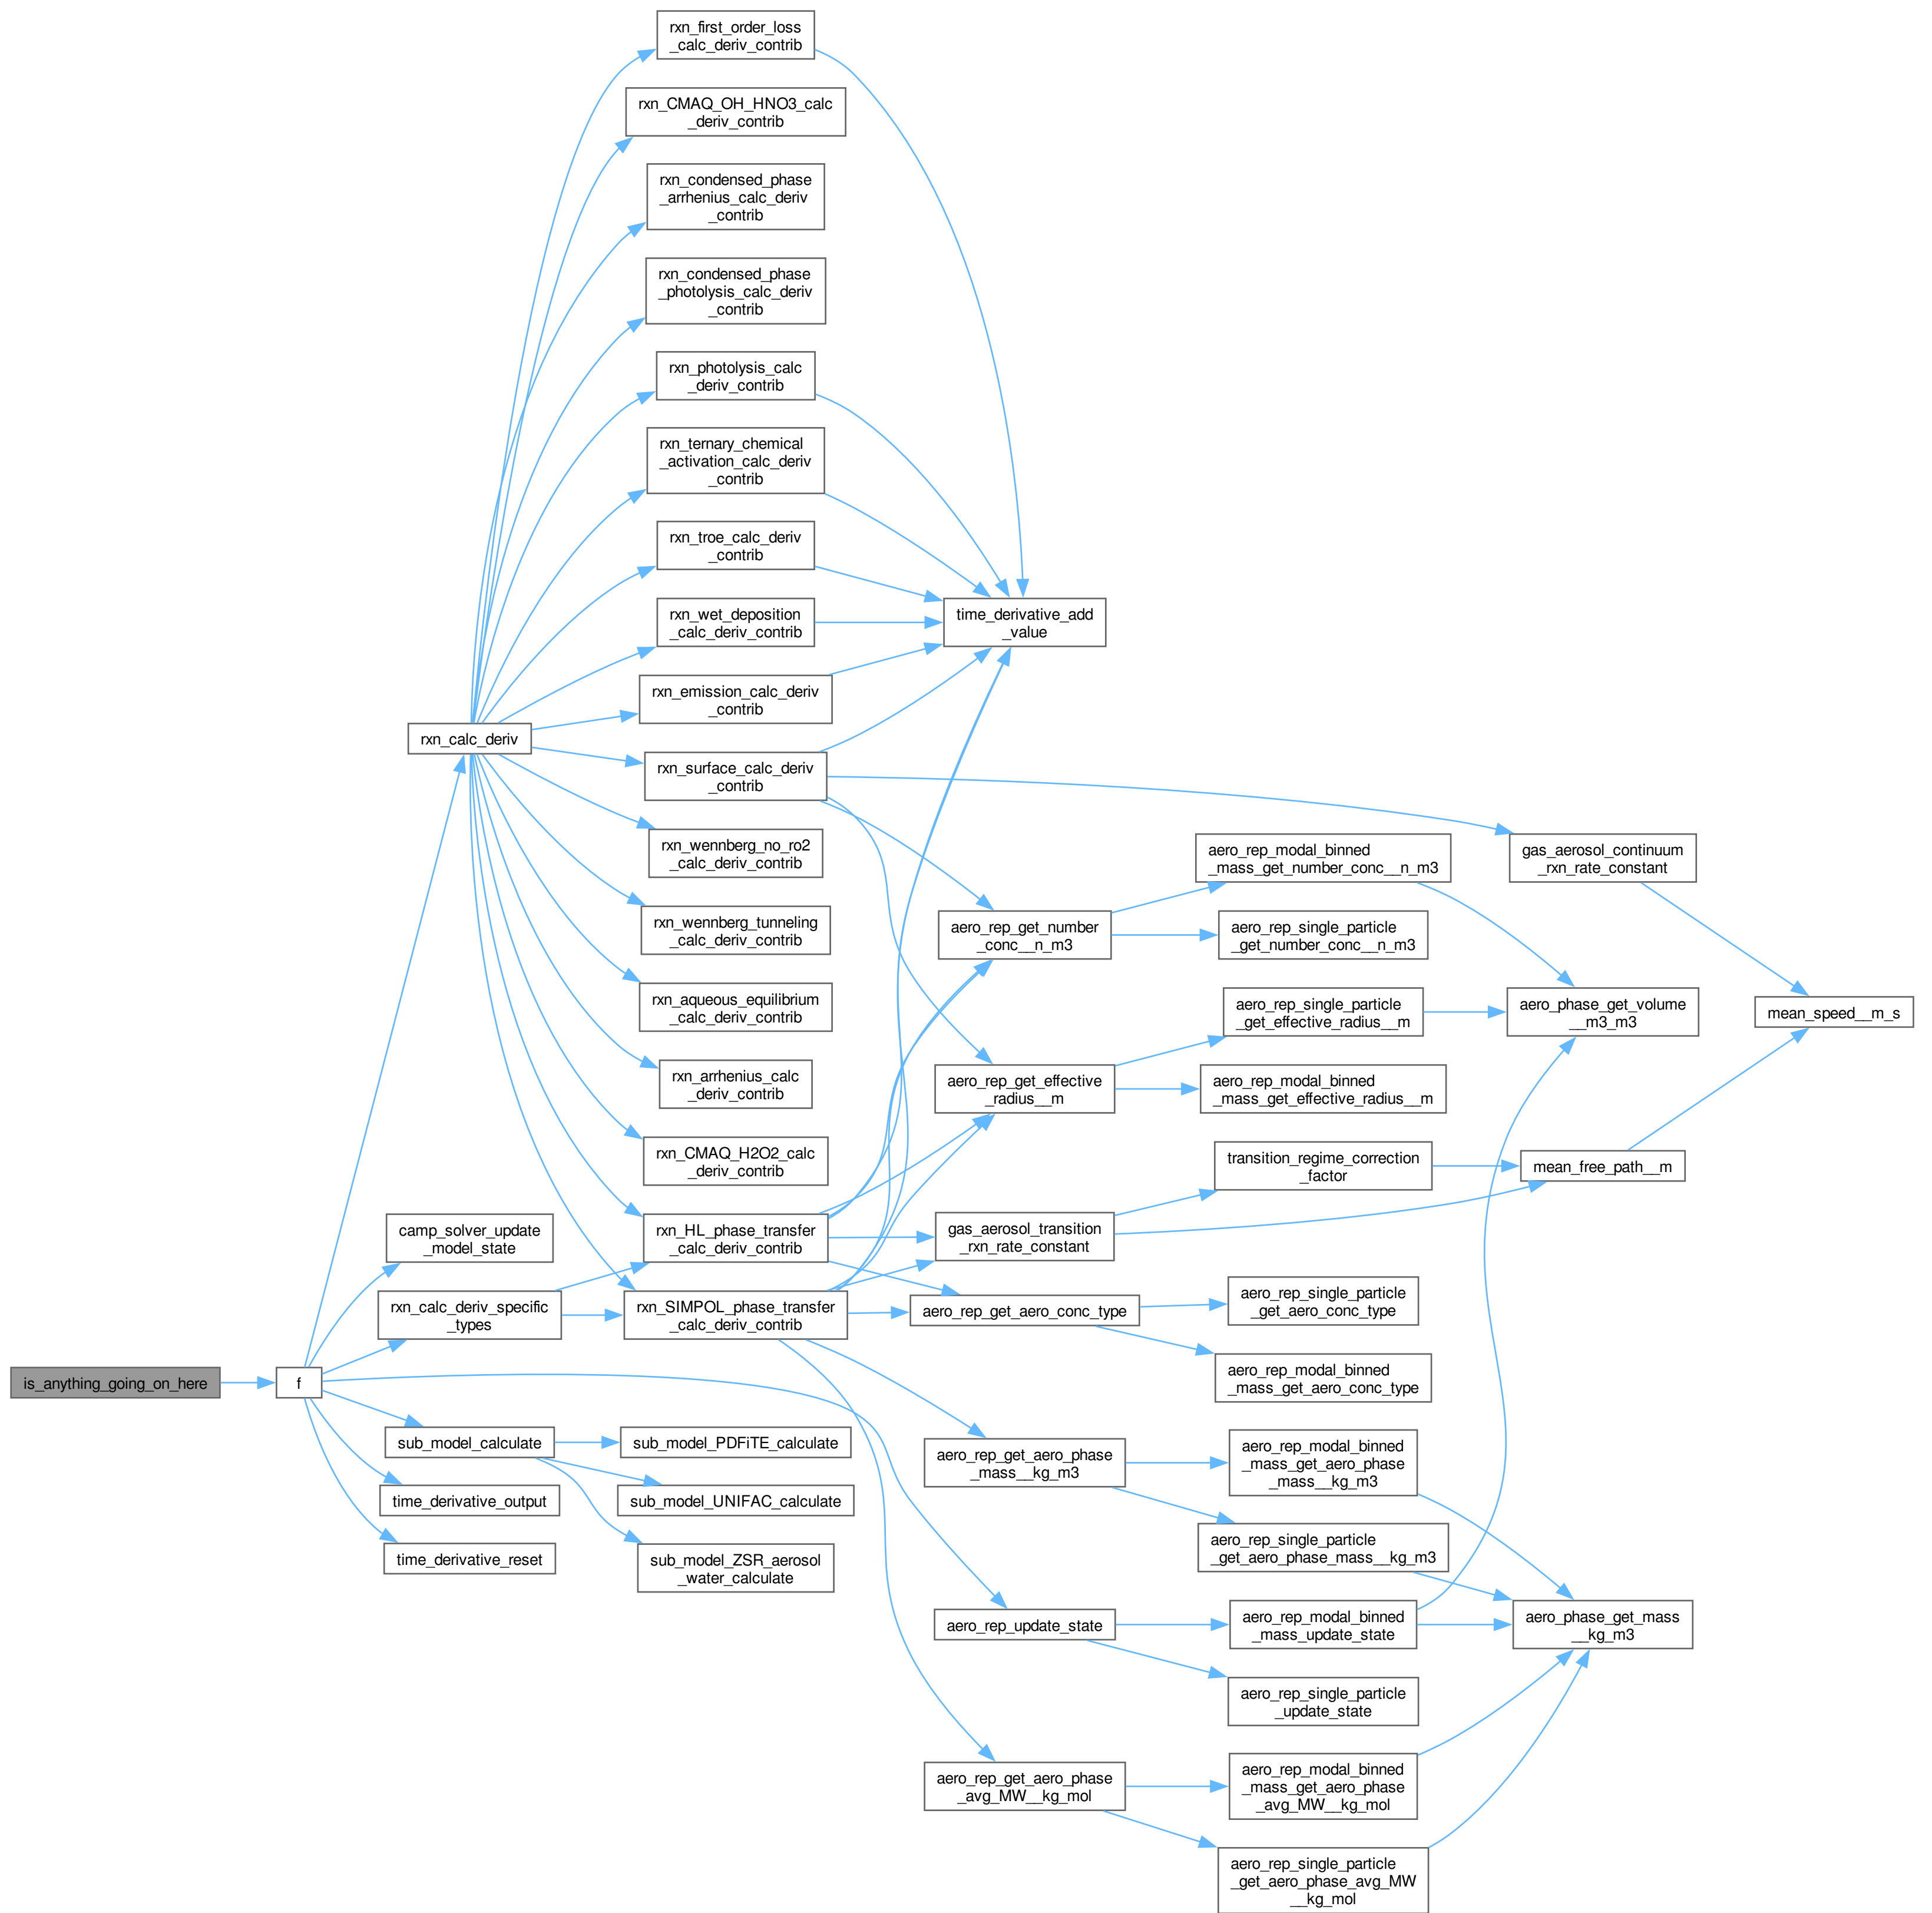 is_anything_going_on_here
f
rxn_calc_deriv
camp_solver_update
_model_state
rxn_calc_deriv_specific
_types
sub_model_calculate
time_derivative_output
time_derivative_reset
rxn_first_order_loss
_calc_deriv_contrib
rxn_CMAQ_OH_HNO3_calc
_deriv_contrib
rxn_condensed_phase
_arrhenius_calc_deriv
_contrib
rxn_condensed_phase
_photolysis_calc_deriv
_contrib
rxn_photolysis_calc
_deriv_contrib
rxn_ternary_chemical
_activation_calc_deriv
_contrib
rxn_troe_calc_deriv
_contrib
rxn_wet_deposition
_calc_deriv_contrib
rxn_emission_calc_deriv
_contrib
rxn_surface_calc_deriv
_contrib
rxn_wennberg_no_ro2
_calc_deriv_contrib
rxn_wennberg_tunneling
_calc_deriv_contrib
rxn_aqueous_equilibrium
_calc_deriv_contrib
rxn_arrhenius_calc
_deriv_contrib
rxn_CMAQ_H2O2_calc
_deriv_contrib
rxn_HL_phase_transfer
_calc_deriv_contrib
rxn_SIMPOL_phase_transfer
_calc_deriv_contrib
sub_model_PDFiTE_calculate
sub_model_UNIFAC_calculate
sub_model_ZSR_aerosol
_water_calculate
time_derivative_add
_value
aero_rep_get_number
_conc__n_m3
aero_rep_get_effective
_radius__m
gas_aerosol_transition
_rxn_rate_constant
aero_rep_get_aero_conc_type
aero_rep_get_aero_phase
_mass__kg_m3
aero_rep_update_state
aero_rep_get_aero_phase
_avg_MW__kg_mol
aero_rep_modal_binned
_mass_get_number_conc__n_m3
aero_rep_single_particle
_get_number_conc__n_m3
aero_rep_single_particle
_get_effective_radius__m
aero_rep_modal_binned
_mass_get_effective_radius__m
transition_regime_correction
_factor
aero_rep_single_particle
_get_aero_conc_type
aero_rep_modal_binned
_mass_get_aero_conc_type
aero_rep_modal_binned
_mass_get_aero_phase
_mass__kg_m3
aero_rep_single_particle
_get_aero_phase_mass__kg_m3
aero_rep_modal_binned
_mass_update_state
aero_rep_single_particle
_update_state
aero_rep_modal_binned
_mass_get_aero_phase
_avg_MW__kg_mol
aero_rep_single_particle
_get_aero_phase_avg_MW
__kg_mol
gas_aerosol_continuum
_rxn_rate_constant
aero_phase_get_volume
__m3_m3
mean_free_path__m
aero_phase_get_mass
__kg_m3
mean_speed__m_s